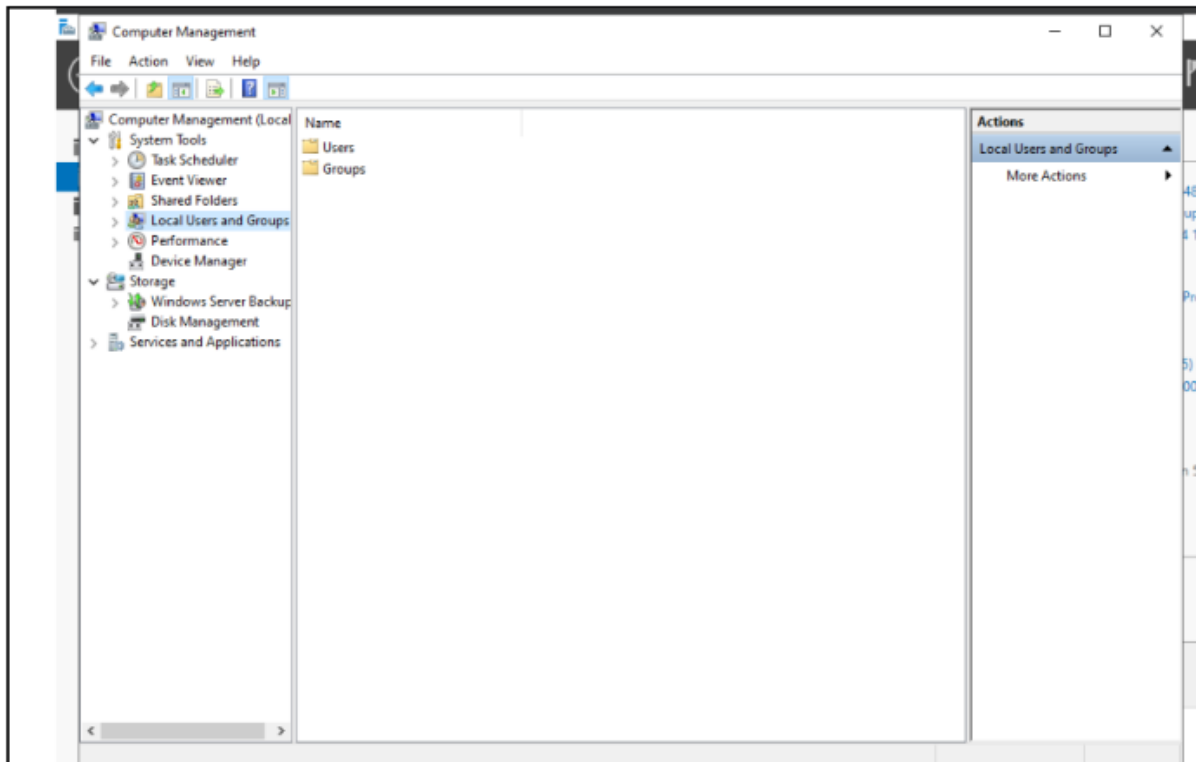 Computer Management
File Action View Help
Computer Management (Local
System Tools
Task Scheduler
Event Viewer
Shared Folders
Local Users and Groups
Performance
Device Manager
Storage
Windows Server Backup
Disk Management
Services and Applications
Name
Users
Groups
Actions
Local Users and Groups
More Actions